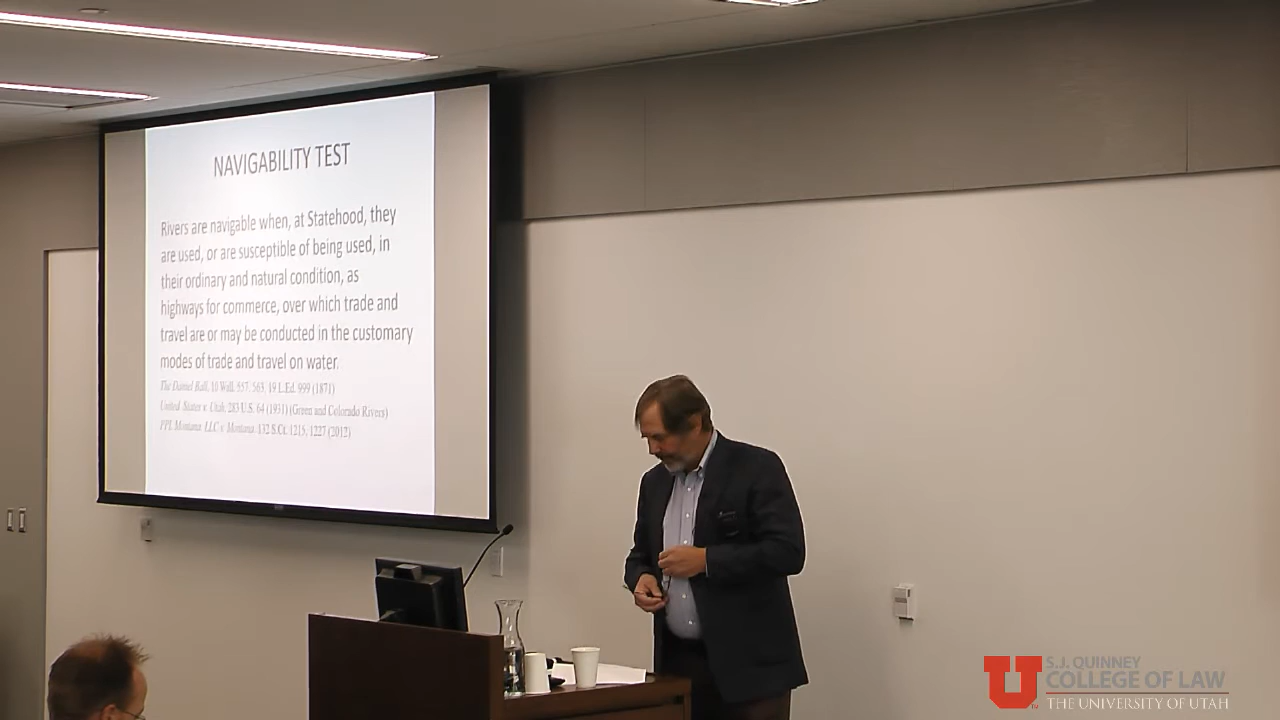 NAVIGABILITY TEST
Rivers are navigable when, at Statehood, they
are used, or are susceptible of being used, in
their ordinary and natural condition, as
highways for commerce, over which trade and
travel are or may be conducted in the customary
modes of trade and travel on water.
The Daniel Ball, 10 Wall. 557, 563, 19 L.Ed. 999 (1871)
United States v. Utah, 283 U.S. 64 (1931) (Green and Colorado Rivers)
PPL Montana, LLC v. Montana, 132 S.Ct. 1215, 1227 (2012)
U
S.J. QUINNEY
COLLEGE OF LAW
THE UNIVERSITY OF UTAH